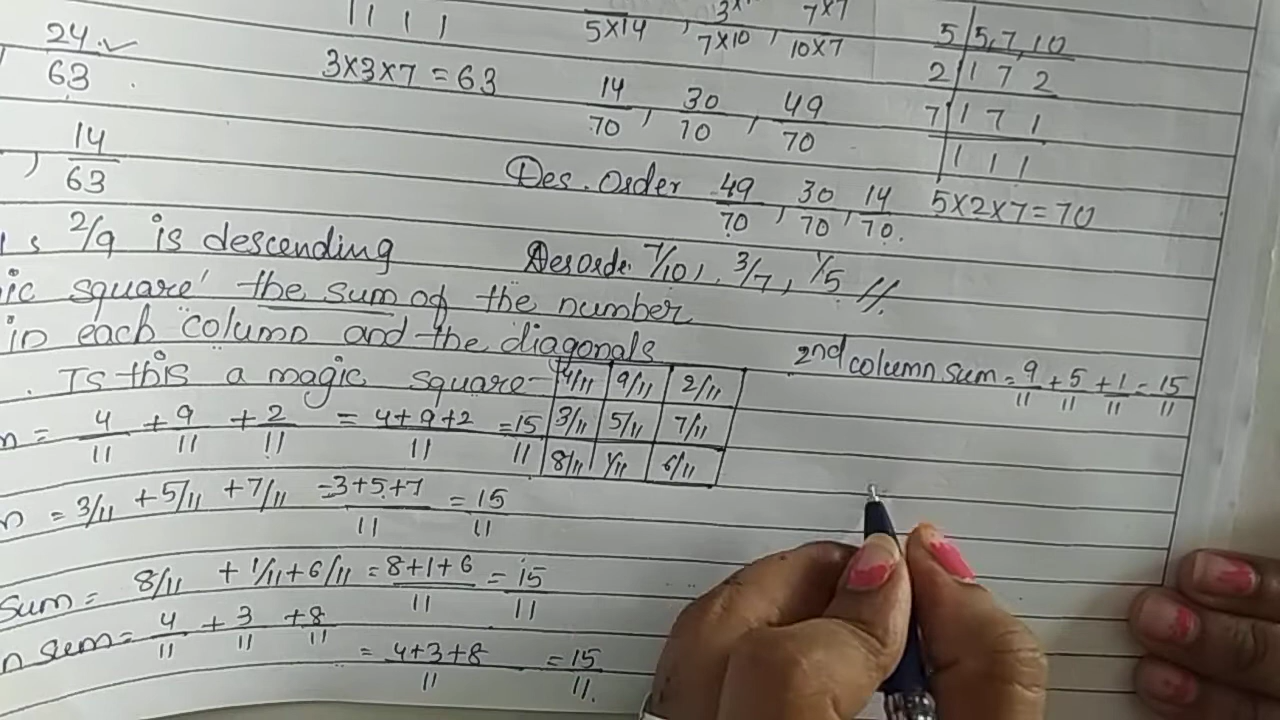 24
63
3×3×7 = 63
5×14 , 7×10 , 10×7
7×7
14/70 , 30/70 , 49/70
5 | 5, 7, 10
2 | 1 7 2
7 | 1 7 1
1 1 1
5×2×7 = 70
, 14/63
Des. Order 49/70 , 30/70 , 14/70.
2/9 is descending
Des Orde. 7/10, 3/7, 1/5 //.
ic square' the sum of the number
in each column and the diagonals
. Is this a magic square-
4/11 9/11 2/11
3/11 5/11 7/11
8/11 1/11 6/11
2nd column sum = 9/11 + 5/11 + 1/11 = 15/11
= 4/11 + 9/11 + 2/11 = 4+9+2/11 = 15/11
= 3/11 + 5/11 + 7/11 = 3+5+7/11 = 15/11
sum = 8/11 + 1/11 + 6/11 = 8+1+6/11 = 15/11
n sum = 4/11 + 3/11 + 8/11
= 4+3+8/11 = 15/11.